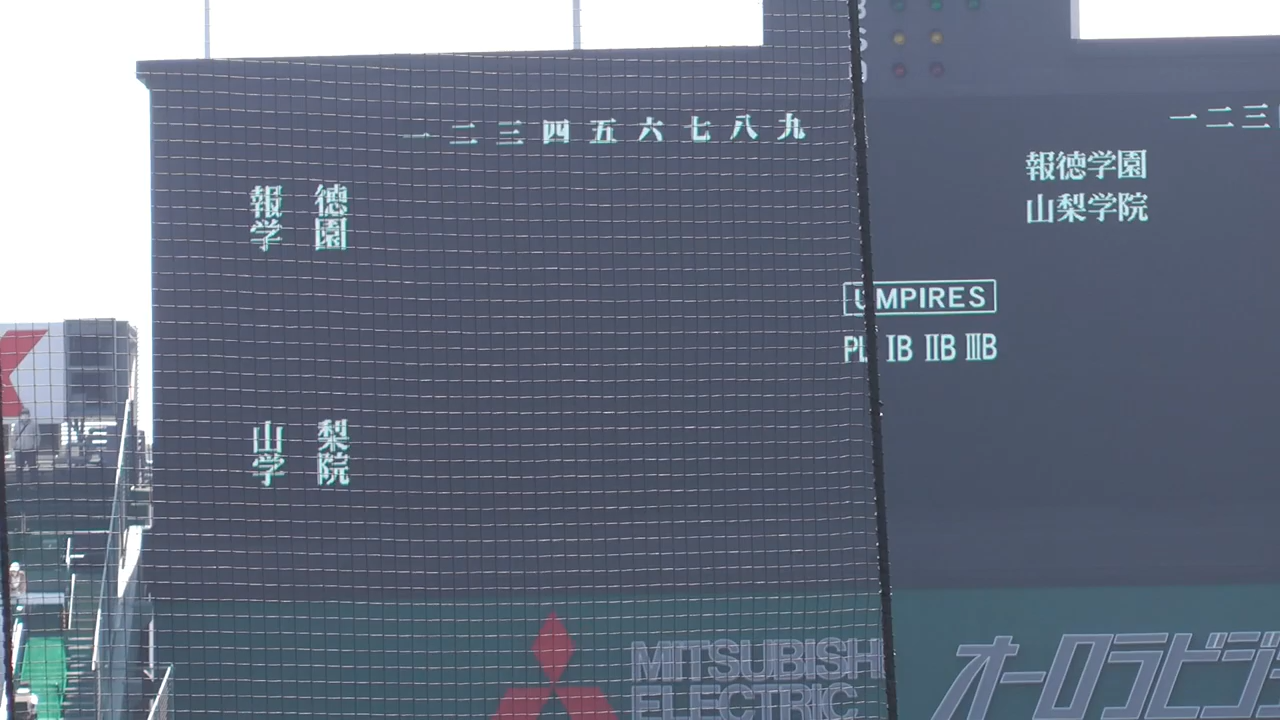 一 二 三 四 五 六 七 八 九
報 徳
学 園
山 梨
学 院
一 二 三
報徳学園
山梨学院
UMPIRES
PL ⅠB ⅡB ⅢB
MITSUBISHI
ELECTRIC
オーロラビジ